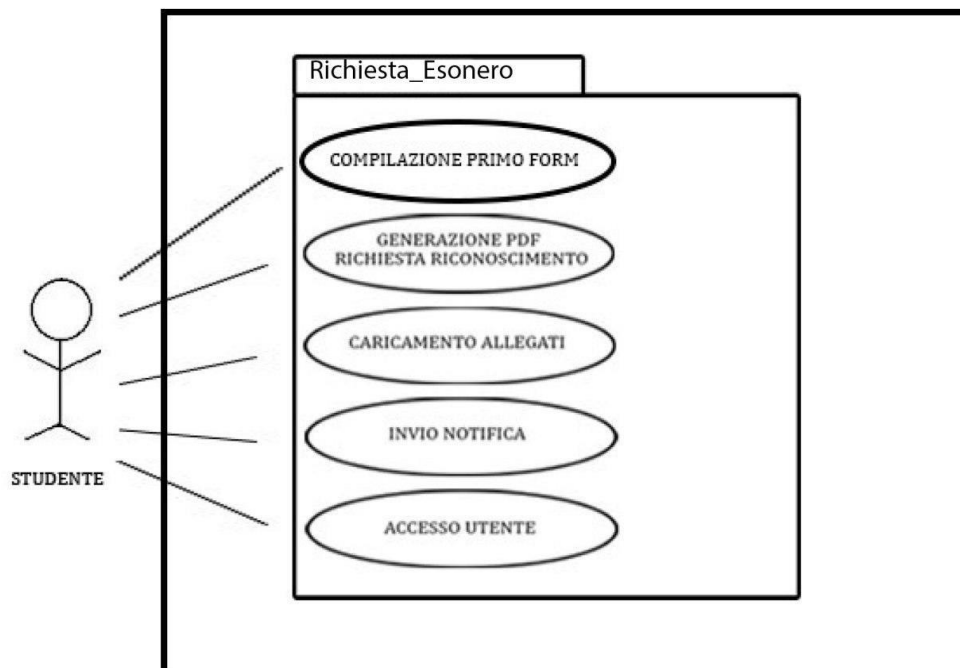 Richiesta_Esonero
COMPILAZIONE PRIMO FORM
GENERAZIONE PDF
RICHIESTA RICONOSCIMENTO
CARICAMENTO ALLEGATI
INVIO NOTIFICA
STUDENTE
ACCESSO UTENTE